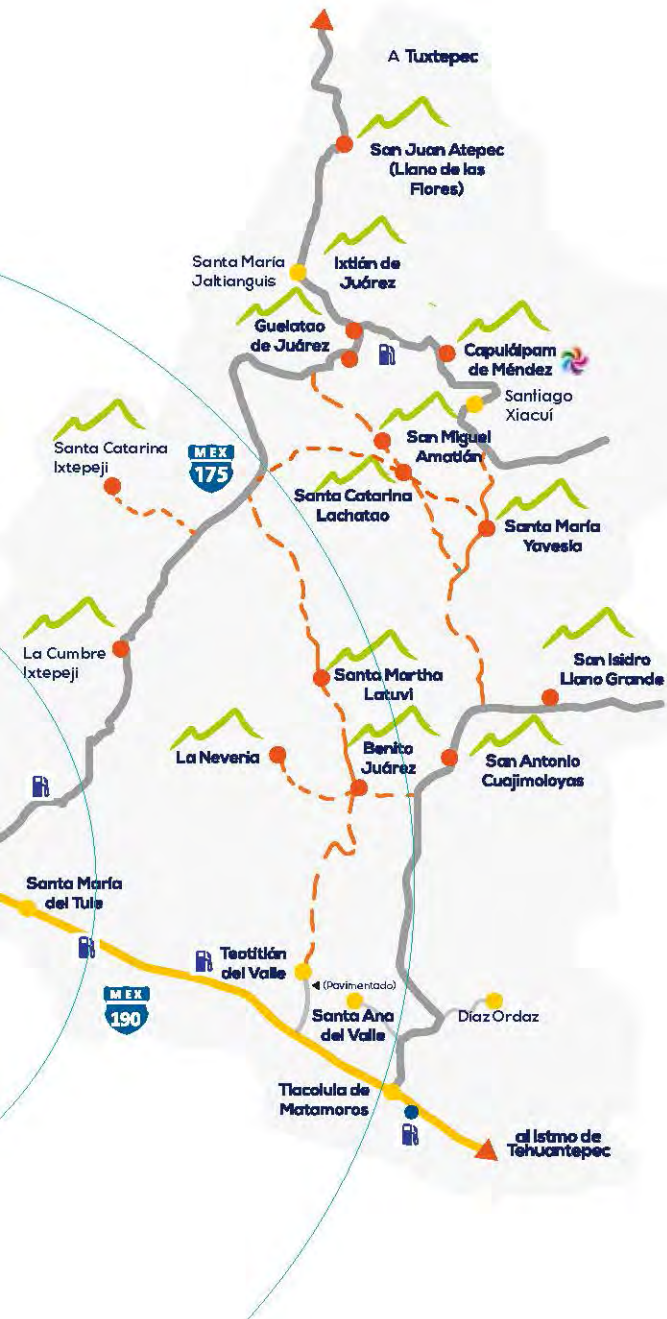 A Tuxtepec
San Juan Atepec
(Llano de las
Flores)
Santa María
Jaltianguis
Ixtlán de
Juárez
Guelatao
de Juárez
Capulálpam
de Méndez
Santiago
Xiacuí
Santa Catarina
Ixtepeji
MEX
175
San Miguel
Amatlán
Santa Catarina
Lachatao
Santa María
Yavesía
La Cumbre
Ixtepeji
San Isidro
Llano Grande
Santa Martha
Latuvi
La Nevería
Benito
Juárez
San Antonio
Cuajimoloyas
Santa María
del Tule
Teotitlán
del Valle
(Pavimentado)
MEX
190
Santa Ana
del Valle
Díaz Ordaz
Tlacolula de
Matamoros
al Istmo de
Tehuantepec